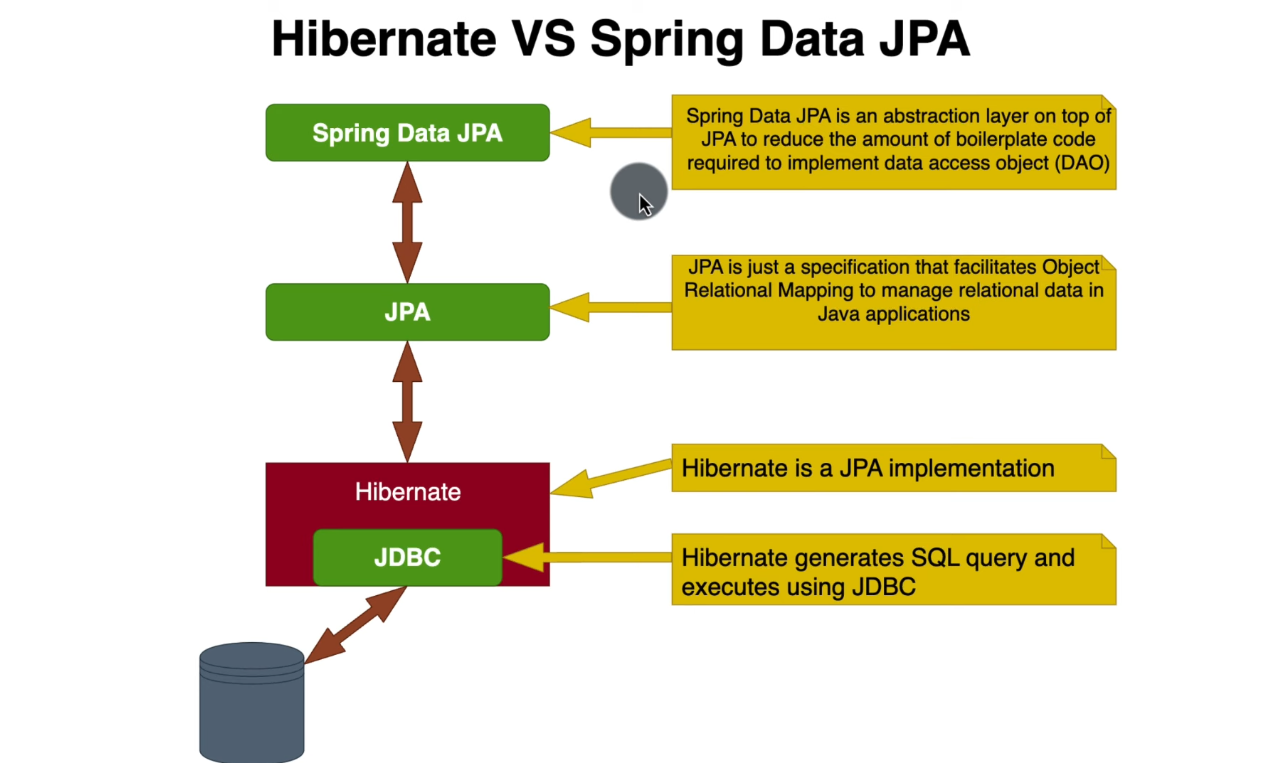 Hibernate VS Spring Data JPA
Spring Data JPA
Spring Data JPA is an abstraction layer on top of
JPA to reduce the amount of boilerplate code
required to implement data access object (DAO)
JPA
JPA is just a specification that facilitates Object
Relational Mapping to manage relational data in
Java applications
Hibernate
Hibernate is a JPA implementation
JDBC
Hibernate generates SQL query and
executes using JDBC